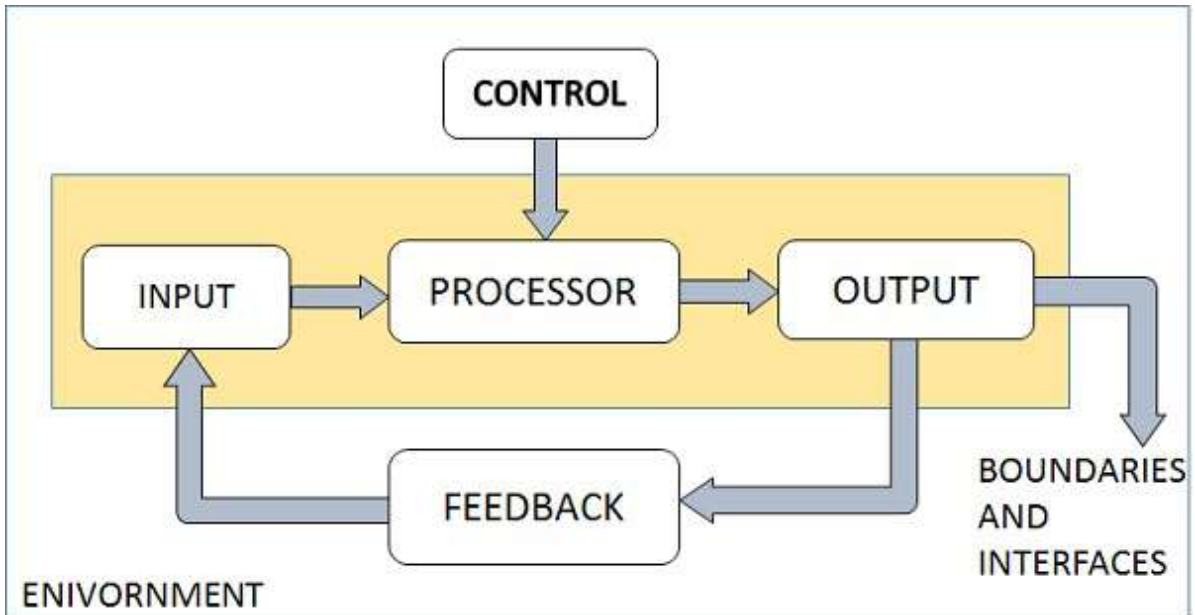 CONTROL
INPUT
PROCESSOR
OUTPUT
FEEDBACK
BOUNDARIES
AND
INTERFACES
ENIVORNMENT